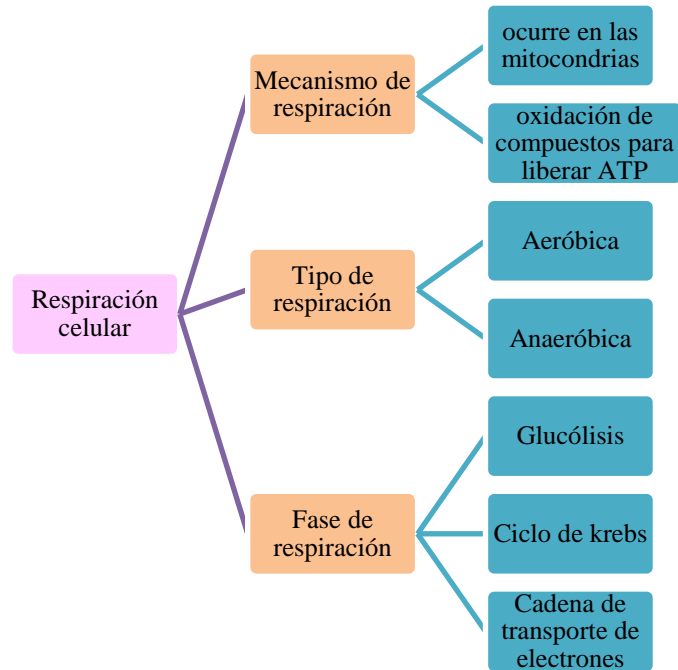 Respiración
celular
Mecanismo de
respiración
ocurre en las
mitocondrias
oxidación de
compuestos para
liberar ATP
Tipo de
respiración
Aeróbica
Anaeróbica
Fase de
respiración
Glucólisis
Ciclo de krebs
Cadena de
transporte de
electrones